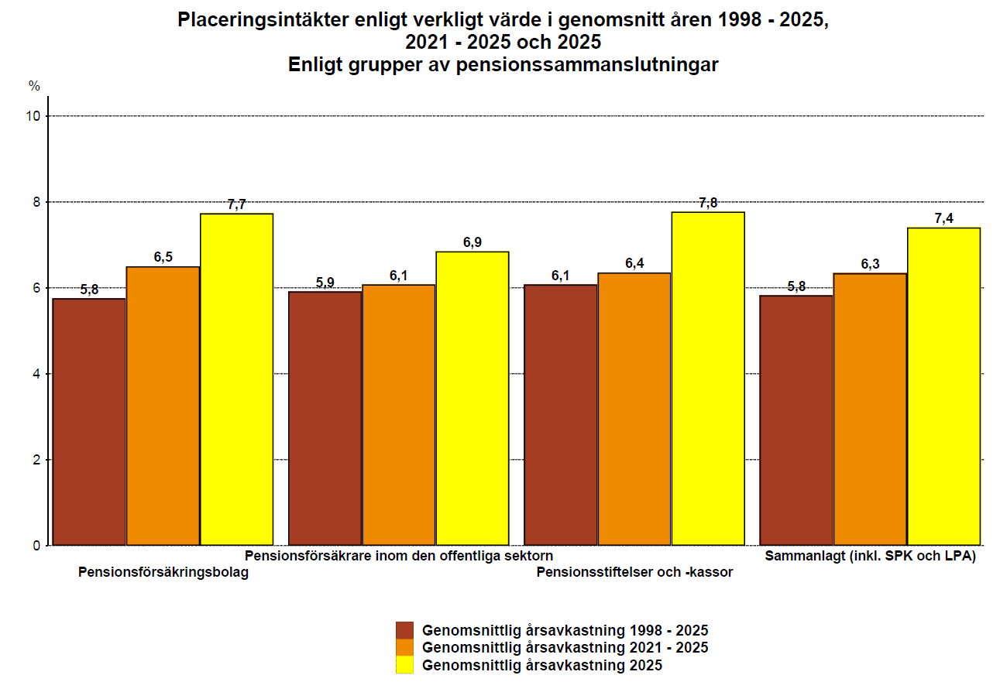 Placeringsintäkter enligt verkligt värde i genomsnitt åren 1998 - 2025,
2021 - 2025 och 2025
Enligt grupper av pensionssammanslutningar
%
10
8
6
4
2
0
5,8
6,5
7,7
5,9
6,1
6,9
6,1
6,4
7,8
5,8
6,3
7,4
Pensionsförsäkringsbolag
Pensionsförsäkrare inom den offentliga sektorn
Pensionsstiftelser och -kassor
Sammanlagt (inkl. SPK och LPA)
Genomsnittlig årsavkastning 1998 - 2025
Genomsnittlig årsavkastning 2021 - 2025
Genomsnittlig årsavkastning 2025